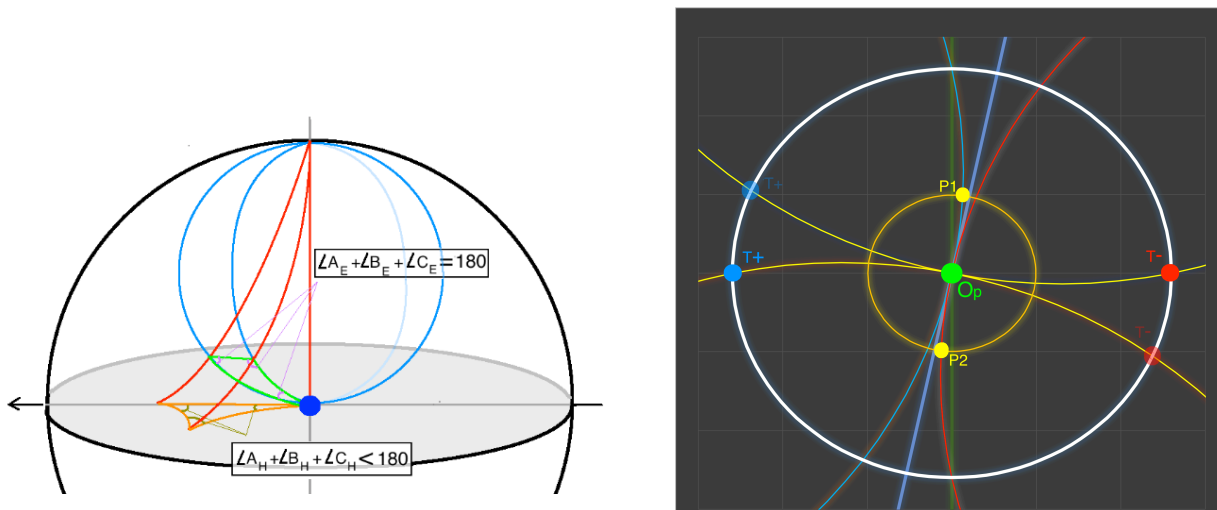 ∠A_E+∠B_E+∠C_E=180
∠A_H+∠B_H+∠C_H<180
P1
T+
T+
T-
Op
T-
P2